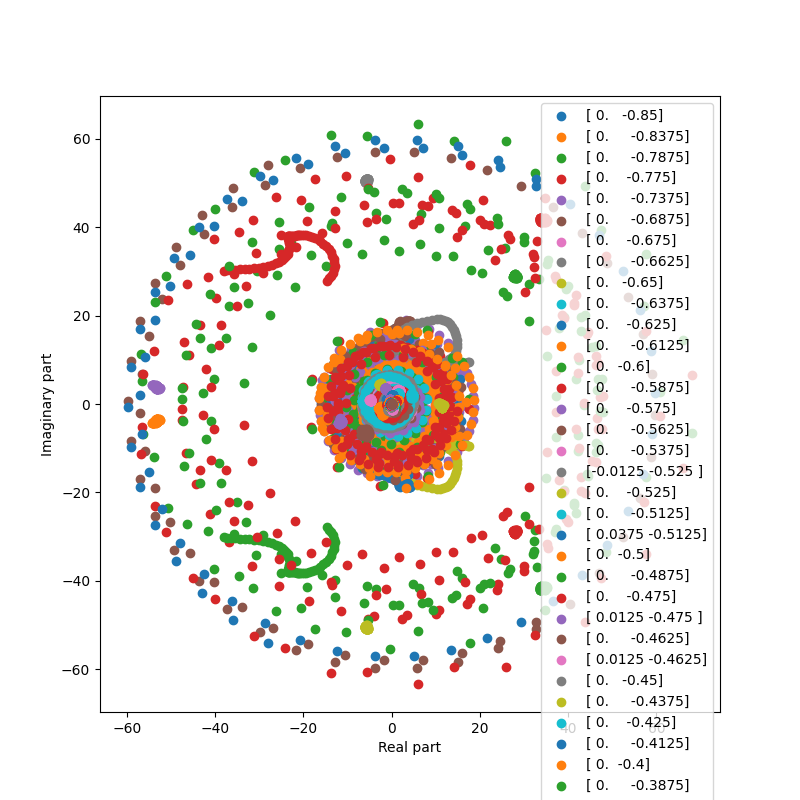 60
40
20
0
−20
−40
−60
−60 −40 −20 0 20 40 60
Imaginary part
Real part
[ 0. -0.85]
[ 0. -0.8375]
[ 0. -0.7875]
[ 0. -0.775]
[ 0. -0.7375]
[ 0. -0.6875]
[ 0. -0.675]
[ 0. -0.6625]
[ 0. -0.65]
[ 0. -0.6375]
[ 0. -0.625]
[ 0. -0.6125]
[ 0. -0.6]
[ 0. -0.5875]
[ 0. -0.575]
[ 0. -0.5625]
[ 0. -0.5375]
[-0.0125 -0.525 ]
[ 0. -0.525]
[ 0. -0.5125]
[ 0.0375 -0.5125]
[ 0. -0.5]
[ 0. -0.4875]
[ 0. -0.475]
[ 0.0125 -0.475 ]
[ 0. -0.4625]
[ 0.0125 -0.4625]
[ 0. -0.45]
[ 0. -0.4375]
[ 0. -0.425]
[ 0. -0.4125]
[ 0. -0.4]
[ 0. -0.3875]